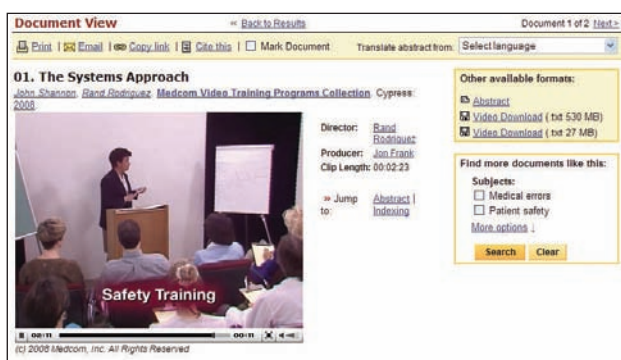 Document View
« Back to Results
Document 1 of 2 Next >
Print | Email | Copy link | Cite this | Mark Document
Translate abstract from: Select language
01. The Systems Approach
John Shannon, Rand Rodriguez. Medcom Video Training Programs Collection. Cypress:
2008.
Director: Rand
Rodriguez
Producer: Jon Frank
Clip Length: 00:02:23
» Jump
to:
Abstract |
Indexing
Safety Training
02:11
00:11
(c) 2008 Medcom, Inc. All Rights Reserved
Other available formats:
Abstract
Video Download (.txt 530 MB)
Video Download (.txt 27 MB)
Find more documents like this:
Subjects:
Medical errors
Patient safety
More options ↓
Search Clear